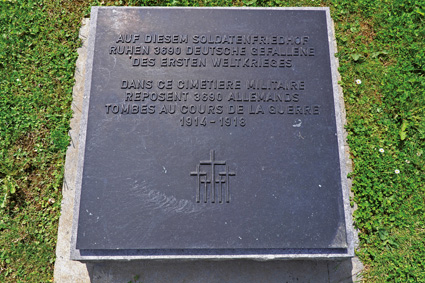 AUF DIESEM SOLDATENFRIEDHOF
RUHEN 3690 DEUTSCHE GEFALLENE
DES ERSTEN WELTKRIEGES
DANS CE CIMETIERE MILITAIRE
REPOSENT 3690 ALLEMANDS
TOMBES AU COURS DE LA GUERRE
1914-1918